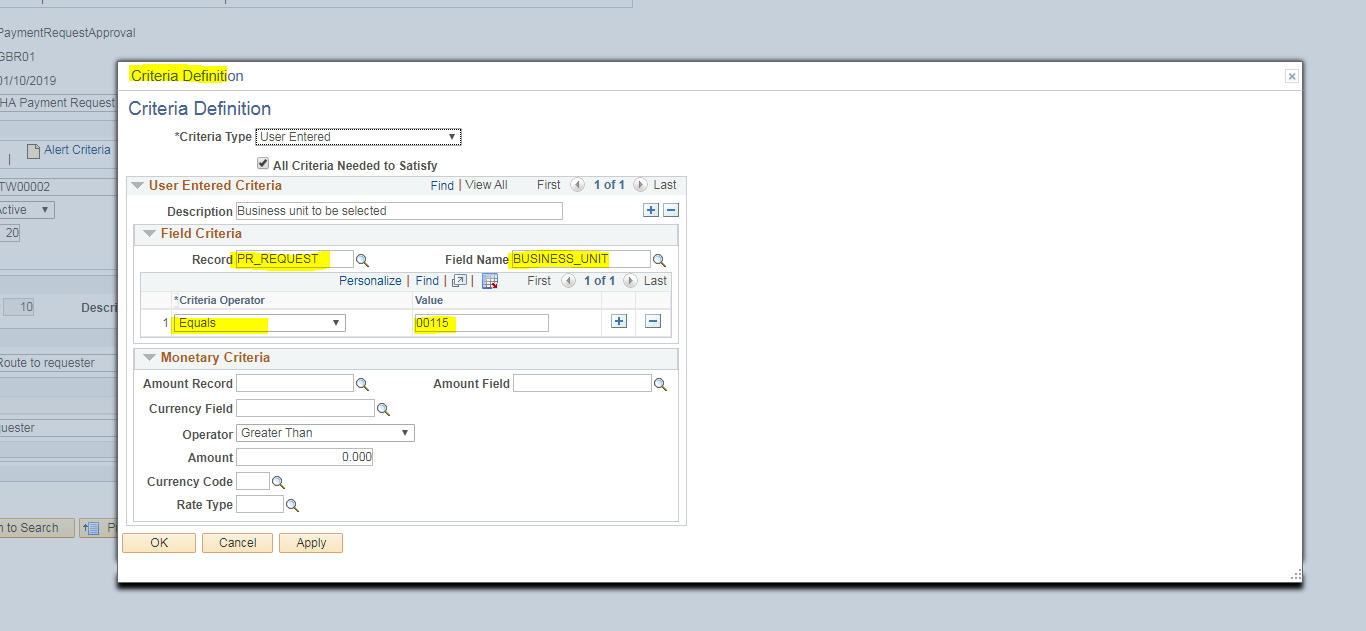 PaymentRequestApproval
GBR01
01/10/2019
HA Payment Request
| Alert Criteria
TW00002
Active
20
10 Descri
Route to requester
uester
n to Search
Criteria Definition
Criteria Definition
*Criteria Type User Entered
All Criteria Needed to Satisfy
User Entered Criteria Find | View All First 1 of 1 Last
Description Business unit to be selected
Field Criteria
Record PR_REQUEST Field Name BUSINESS_UNIT
Personalize | Find | | First 1 of 1 Last
*Criteria Operator Value
1 Equals 00115
Monetary Criteria
Amount Record Amount Field
Currency Field
Operator Greater Than
Amount 0.000
Currency Code
Rate Type
OK Cancel Apply